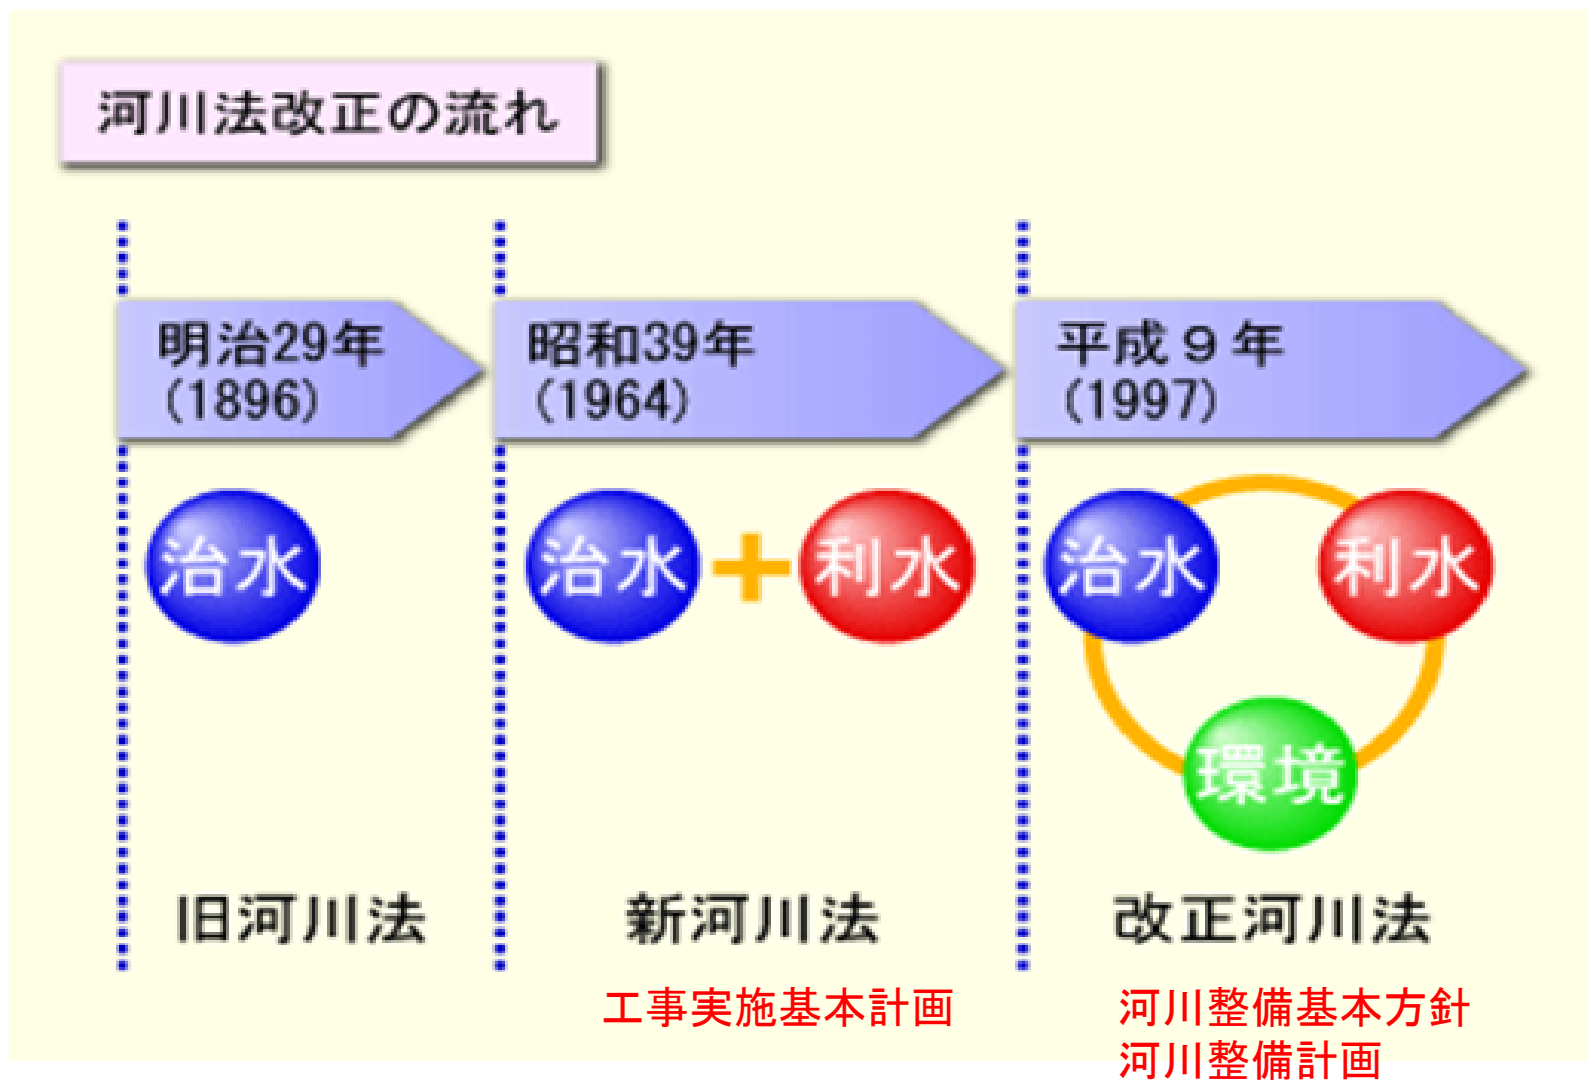 河川法改正の流れ
明治29年
(1896)
昭和39年
(1964)
平成９年
(1997)
治水
治水
利水
治水
利水
環境
旧河川法
新河川法
改正河川法
工事実施基本計画
河川整備基本方針
河川整備計画